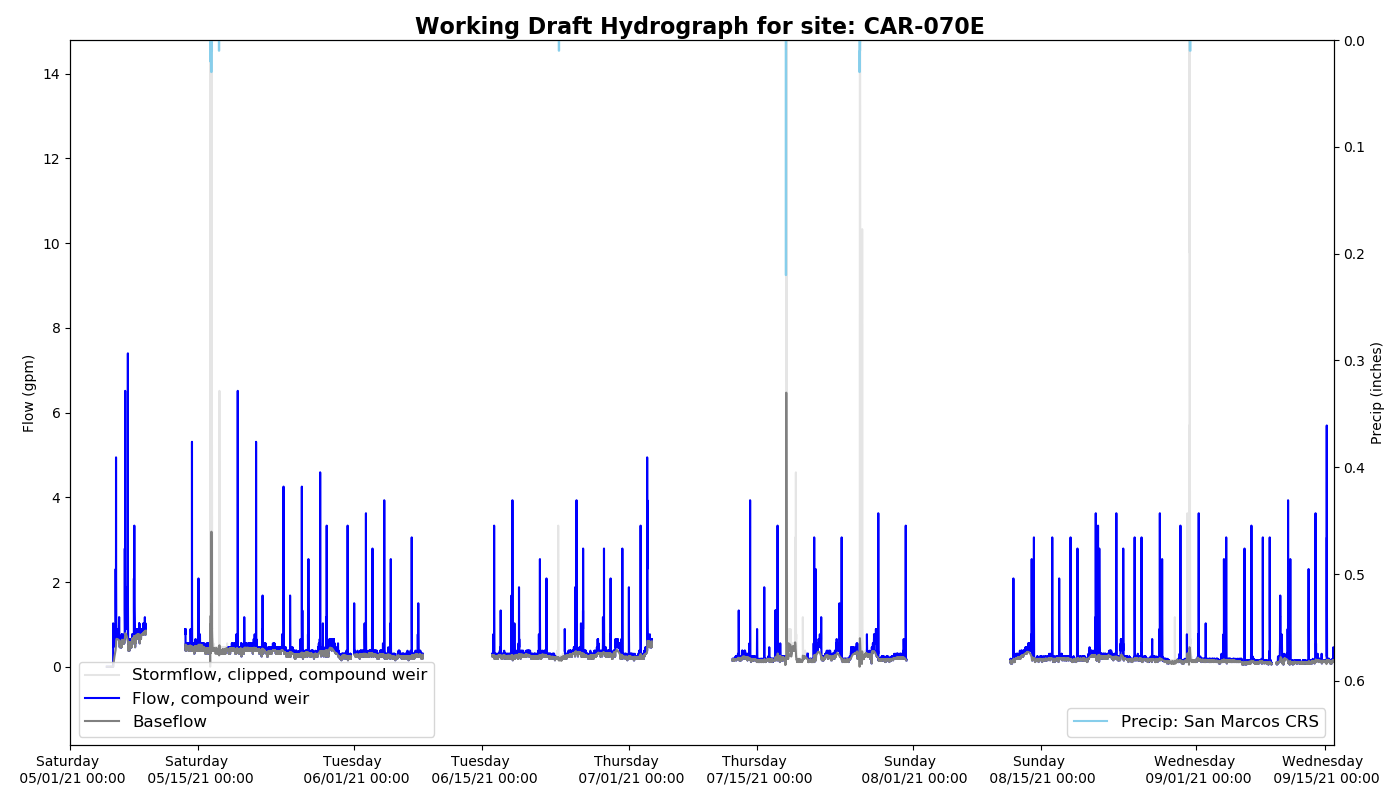 Working Draft Hydrograph for site: CAR-070E
14
12
10
8
6
4
2
0
Flow (gpm)
0.0
0.1
0.2
0.3
0.4
0.5
0.6
Precip (inches)
Stormflow, clipped, compound weir
Flow, compound weir
Baseflow
Precip: San Marcos CRS
Saturday
05/01/21 00:00
Saturday
05/15/21 00:00
Tuesday
06/01/21 00:00
Tuesday
06/15/21 00:00
Thursday
07/01/21 00:00
Thursday
07/15/21 00:00
Sunday
08/01/21 00:00
Sunday
08/15/21 00:00
Wednesday
09/01/21 00:00
Wednesday
09/15/21 00:00